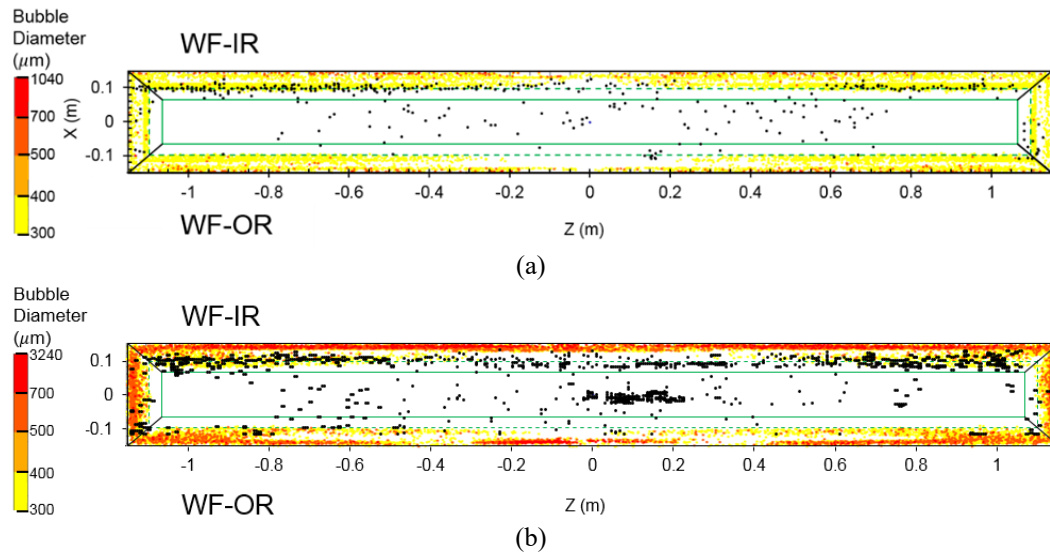 Bubble
Diameter
(μm)
WF-IR
1040
700
500
400
300
X (m)
0.1
0
-0.1
-1 -0.8 -0.6 -0.4 -0.2 0 0.2 0.4 0.6 0.8 1
WF-OR
Z (m)
(a)
Bubble
Diameter
(μm)
WF-IR
3240
700
500
400
300
0.1
0
-0.1
-1 -0.8 -0.6 -0.4 -0.2 0 0.2 0.4 0.6 0.8 1
WF-OR
Z (m)
(b)